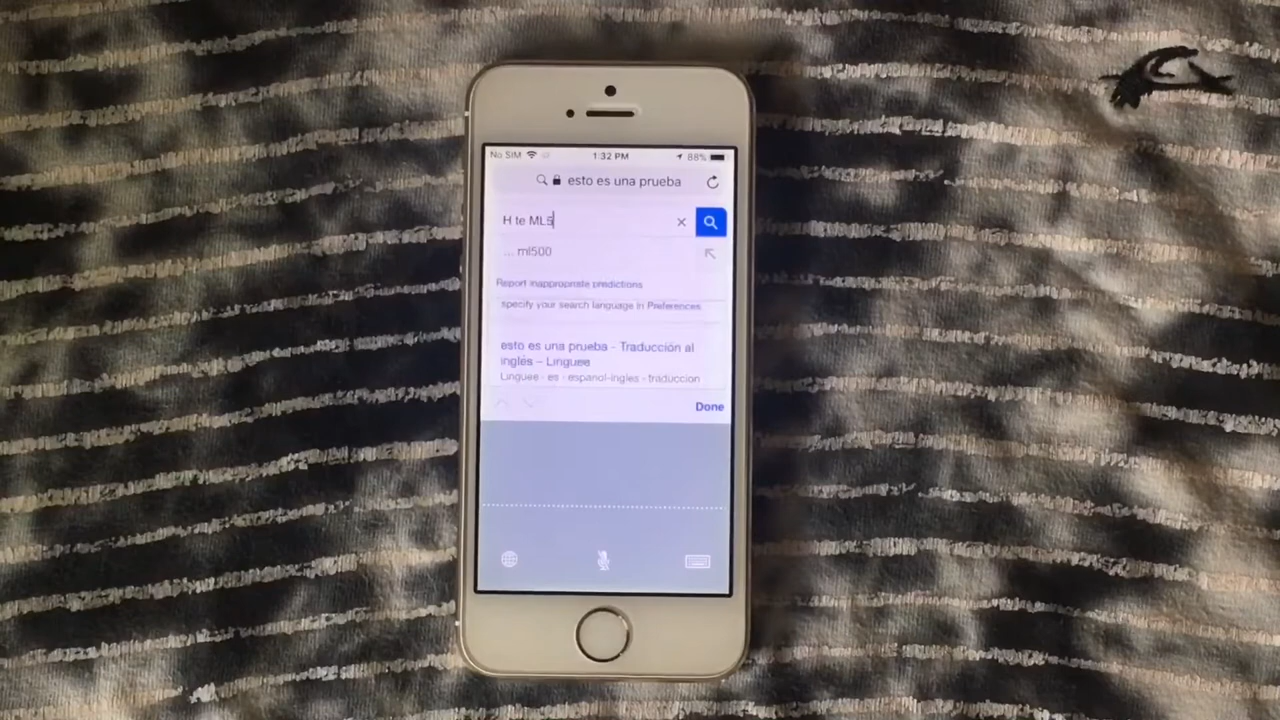 No SIM 1:32 PM 88%
esto es una prueba
H te ML5
... ml500
Report inappropriate predictions
specify your search language in Preferences
esto es una prueba - Traducción al
inglés – Linguee
Linguee · es · espanol-ingles · traduccion
Done